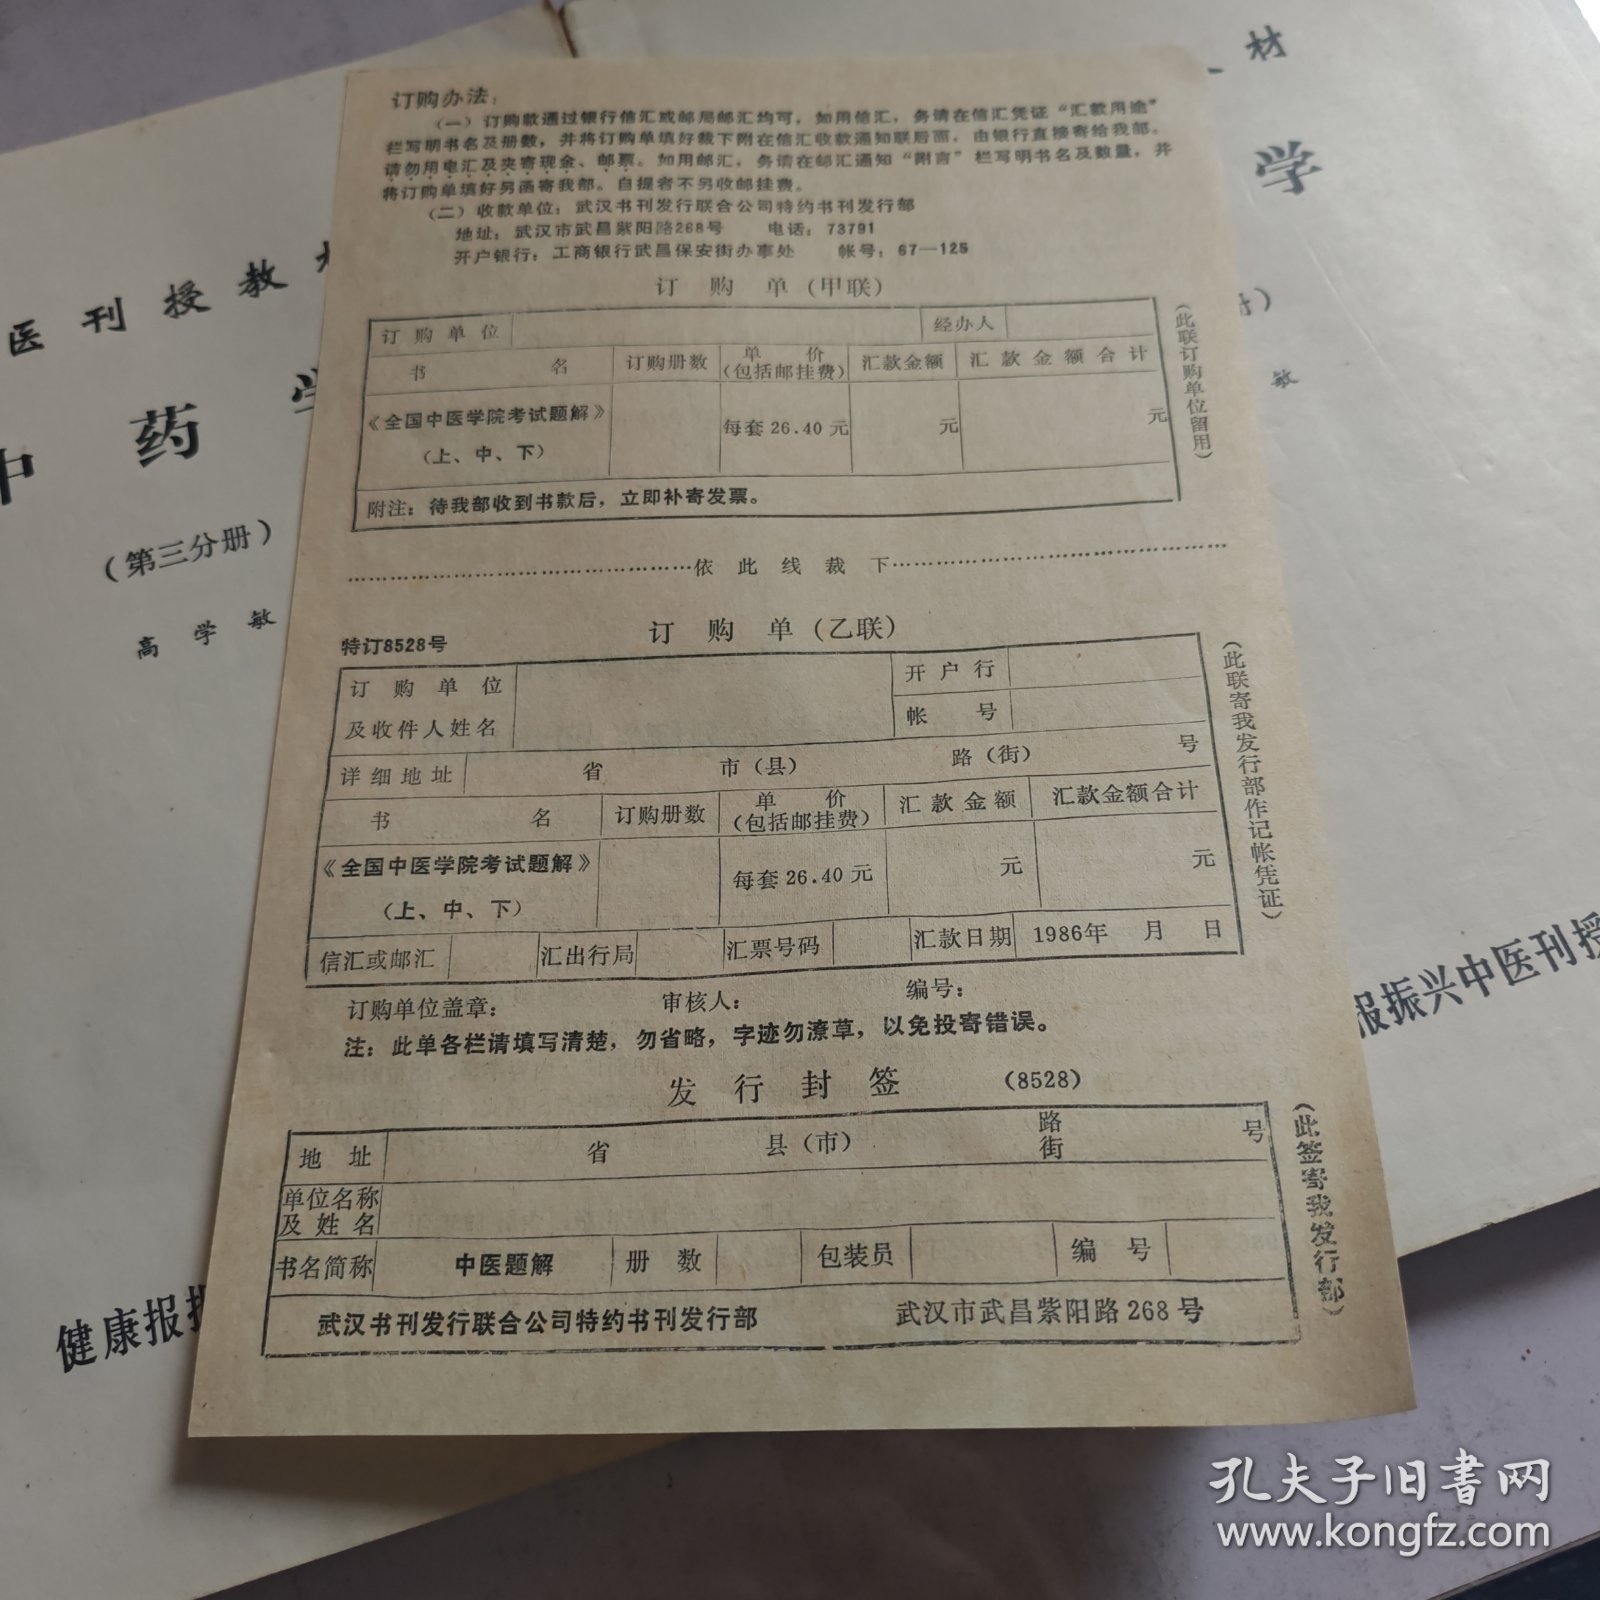 订购办法：
（一）订购款通过银行信汇或邮局邮汇均可，如用信汇，务请在信汇凭证“汇款用途”
栏写明书名及册数，并将订购单填好裁下附在信汇收款通知联后面，由银行直接寄给我部。
请勿用电汇及夹寄现金、邮票。如用邮汇，务请在邮汇通知“附言”栏写明书名及数量，并
将订购单填好另函寄我部。自提者不另收邮挂费。
（二）收款单位：武汉书刊发行联合公司特约书刊发行部
地址：武汉市武昌紫阳路268号 电话：73791
开户银行：工商银行武昌保安街办事处 帐号：67—125
订 购 单（甲联）
订购单位 经办人
书 名 订购册数 单 价（包括邮挂费） 汇款金额 汇款金额合计
《全国中医学院考试题解》 每套26.40元 元 元
（上、中、下）
附注：待我部收到书款后，立即补寄发票。
（此联订购单位留用）
依 此 线 裁 下
特订8528号 订 购 单（乙联）
订购单位 开户行
及收件人姓名 帐 号
详细地址 省 市（县） 路（街） 号
书 名 订购册数 单 价（包括邮挂费） 汇款金额 汇款金额合计
《全国中医学院考试题解》 每套26.40元 元 元
（上、中、下）
信汇或邮汇 汇出行局 汇票号码 汇款日期 1986年 月 日
（此联寄我发行部作记帐凭证）
订购单位盖章： 审核人： 编号：
注：此单各栏请填写清楚，勿省略，字迹勿潦草，以免投寄错误。
发 行 封 签 （8528）
地 址 省 县（市） 路街 号
单位名称
及 姓 名
书名简称 中医题解 册 数 包装员 编 号
武汉书刊发行联合公司特约书刊发行部 武汉市武昌紫阳路268号
（此签寄我发行部）
医刊授教
中药学
（第三分册）
高学敏
健康报
材
学
敏
报振兴中医刊授
孔夫子旧书网
www.kongfz.com